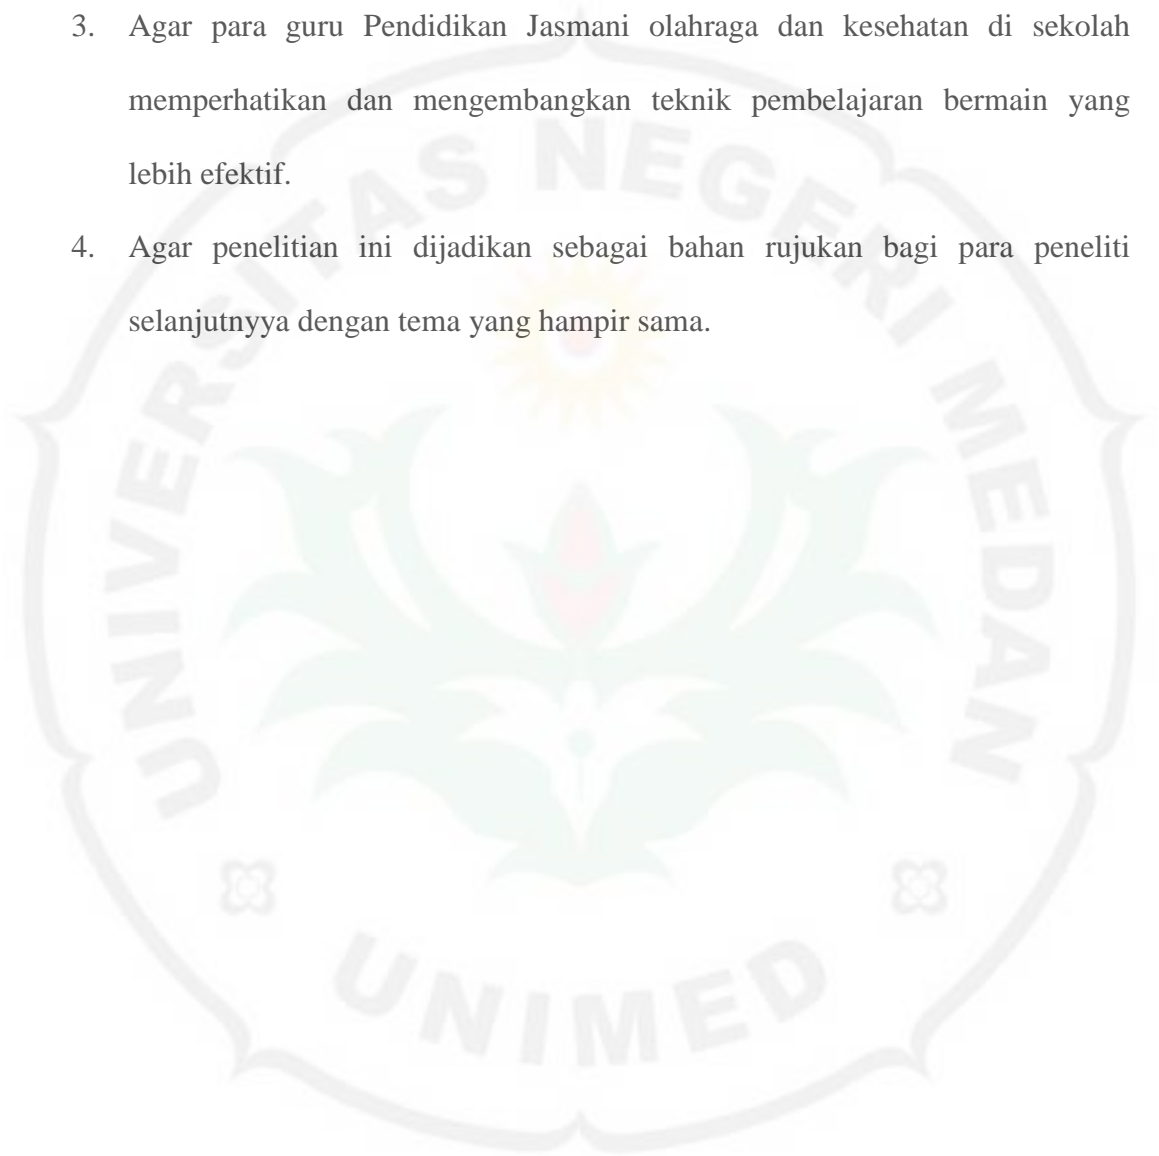 3. Agar para guru Pendidikan Jasmani olahraga dan kesehatan di sekolah
memperhatikan dan mengembangkan teknik pembelajaran bermain yang
lebih efektif.
4. Agar penelitian ini dijadikan sebagai bahan rujukan bagi para peneliti
selanjutnyya dengan tema yang hampir sama.
UNIVERSITAS NEGERI MEDAN
UNIMED